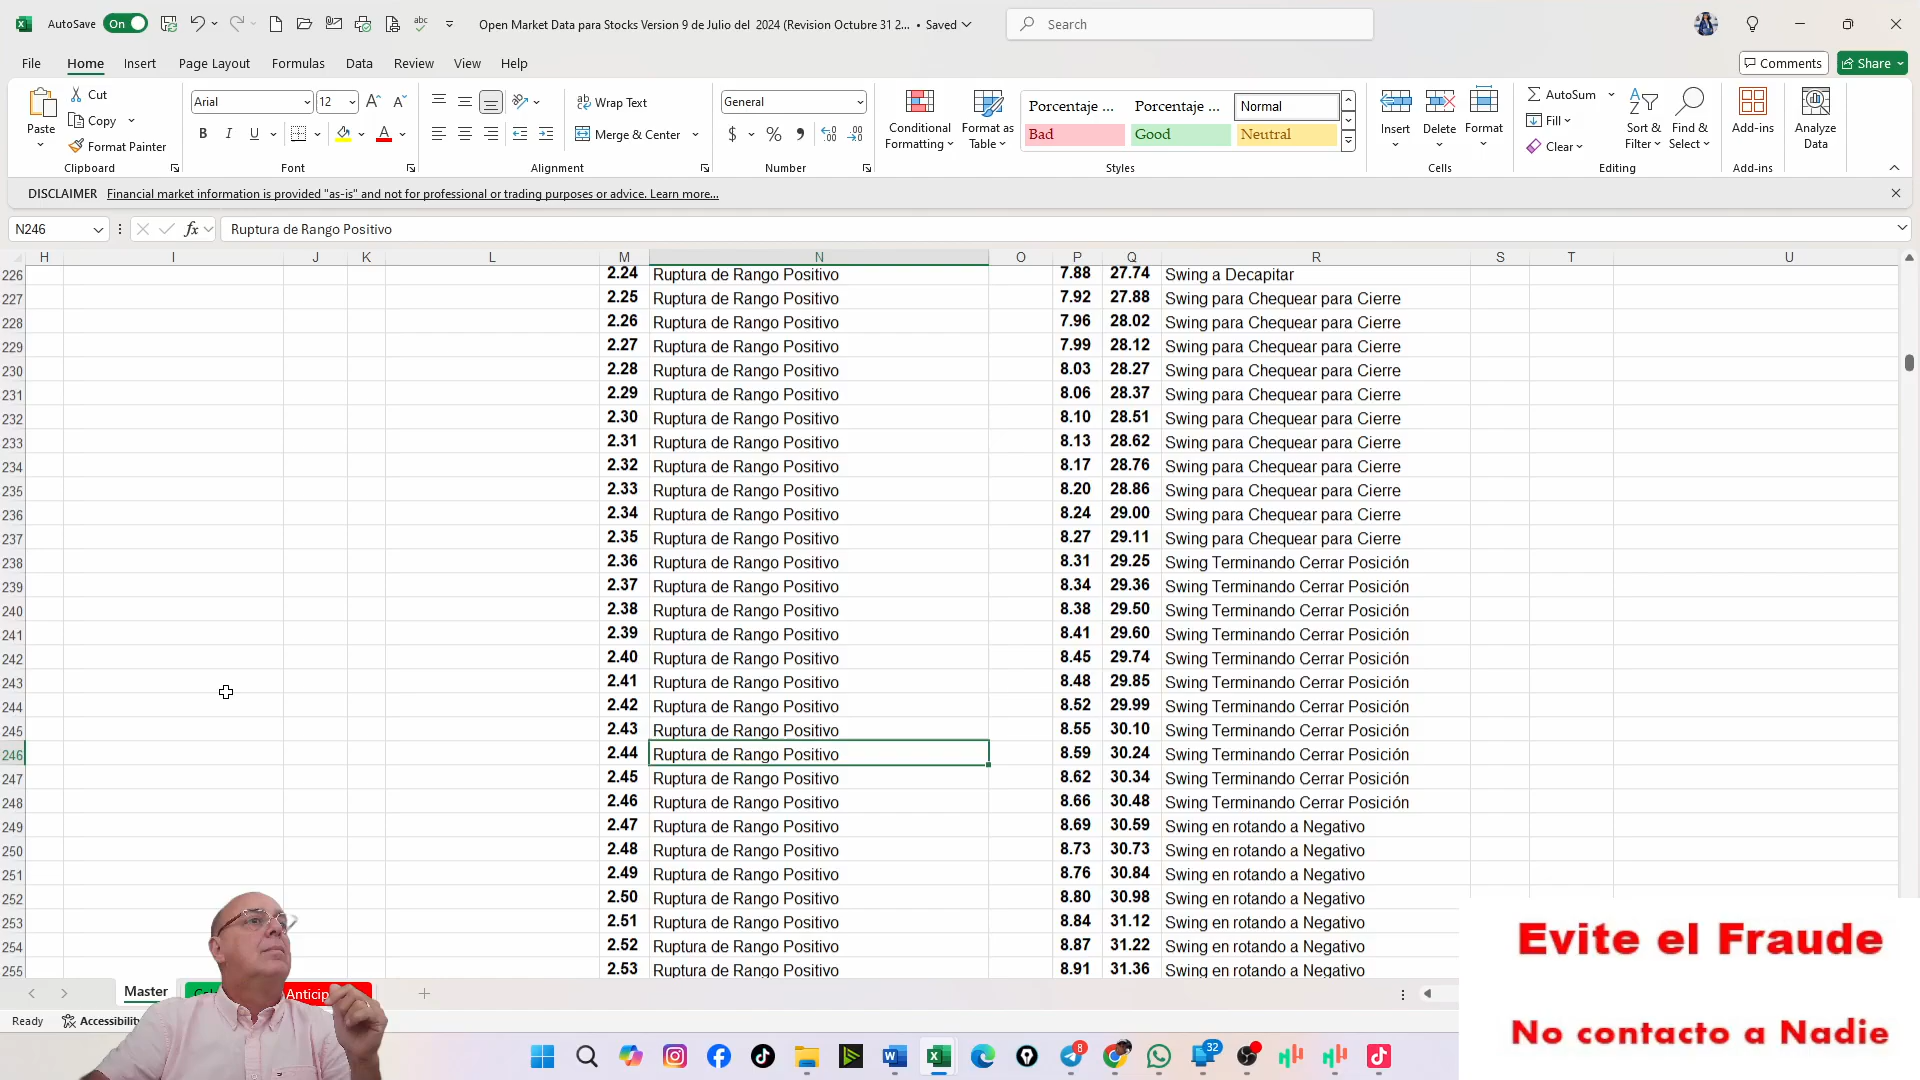 AutoSave On Open Market Data para Stocks Version 9 de Julio del 2024 (Revision Octubre 31 2... • Saved Search
File Home Insert Page Layout Formulas Data Review View Help Comments Share
Paste Cut Copy Format Painter Clipboard
Arial 12 B I U Font
Wrap Text Merge & Center Alignment
General $ % , Number
Conditional Formatting Format as Table Porcentaje ... Porcentaje ... Normal Bad Good Neutral Styles
Insert Delete Format Cells
AutoSum Fill Clear Sort & Filter Find & Select Editing
Add-ins Add-ins Analyze Data
DISCLAIMER Financial market information is provided "as-is" and not for professional or trading purposes or advice. Learn more...
N246 fx Ruptura de Rango Positivo
H I J K L M N O P Q R S T U
226 2.24 Ruptura de Rango Positivo 7.88 27.74 Swing a Decapitar
227 2.25 Ruptura de Rango Positivo 7.92 27.88 Swing para Chequear para Cierre
228 2.26 Ruptura de Rango Positivo 7.96 28.02 Swing para Chequear para Cierre
229 2.27 Ruptura de Rango Positivo 7.99 28.12 Swing para Chequear para Cierre
230 2.28 Ruptura de Rango Positivo 8.03 28.27 Swing para Chequear para Cierre
231 2.29 Ruptura de Rango Positivo 8.06 28.37 Swing para Chequear para Cierre
232 2.30 Ruptura de Rango Positivo 8.10 28.51 Swing para Chequear para Cierre
233 2.31 Ruptura de Rango Positivo 8.13 28.62 Swing para Chequear para Cierre
234 2.32 Ruptura de Rango Positivo 8.17 28.76 Swing para Chequear para Cierre
235 2.33 Ruptura de Rango Positivo 8.20 28.86 Swing para Chequear para Cierre
236 2.34 Ruptura de Rango Positivo 8.24 29.00 Swing para Chequear para Cierre
237 2.35 Ruptura de Rango Positivo 8.27 29.11 Swing para Chequear para Cierre
238 2.36 Ruptura de Rango Positivo 8.31 29.25 Swing Terminando Cerrar Posición
239 2.37 Ruptura de Rango Positivo 8.34 29.36 Swing Terminando Cerrar Posición
240 2.38 Ruptura de Rango Positivo 8.38 29.50 Swing Terminando Cerrar Posición
241 2.39 Ruptura de Rango Positivo 8.41 29.60 Swing Terminando Cerrar Posición
242 2.40 Ruptura de Rango Positivo 8.45 29.74 Swing Terminando Cerrar Posición
243 2.41 Ruptura de Rango Positivo 8.48 29.85 Swing Terminando Cerrar Posición
244 2.42 Ruptura de Rango Positivo 8.52 29.99 Swing Terminando Cerrar Posición
245 2.43 Ruptura de Rango Positivo 8.55 30.10 Swing Terminando Cerrar Posición
246 2.44 Ruptura de Rango Positivo 8.59 30.24 Swing Terminando Cerrar Posición
247 2.45 Ruptura de Rango Positivo 8.62 30.34 Swing Terminando Cerrar Posición
248 2.46 Ruptura de Rango Positivo 8.66 30.48 Swing Terminando Cerrar Posición
249 2.47 Ruptura de Rango Positivo 8.69 30.59 Swing en rotando a Negativo
250 2.48 Ruptura de Rango Positivo 8.73 30.73 Swing en rotando a Negativo
251 2.49 Ruptura de Rango Positivo 8.76 30.84 Swing en rotando a Negativo
252 2.50 Ruptura de Rango Positivo 8.80 30.98 Swing en rotando a Negativo
253 2.51 Ruptura de Rango Positivo 8.84 31.12 Swing en rotando a Negativo
254 2.52 Ruptura de Rango Positivo 8.87 31.22 Swing en rotando a Negativo
255 2.53 Ruptura de Rango Positivo 8.91 31.36 Swing en rotando a Negativo
Evite el Fraude
No contacto a Nadie
Master Anticip
Ready Accessibility
8 32